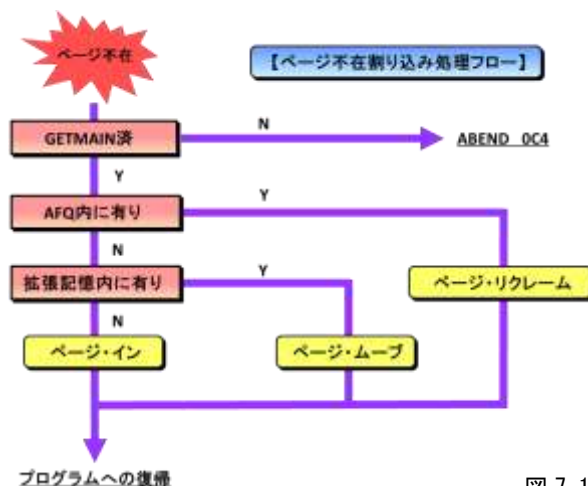 ページ不在
【ページ不在割り込み処理フロー】
GETMAIN済
N
ABEND 0C4
Y
AFQ内に有り
Y
N
拡張記憶内に有り
Y
ページ・リクレーム
N
ページ・イン
ページ・ムーブ
プログラムへの復帰
図 7-1